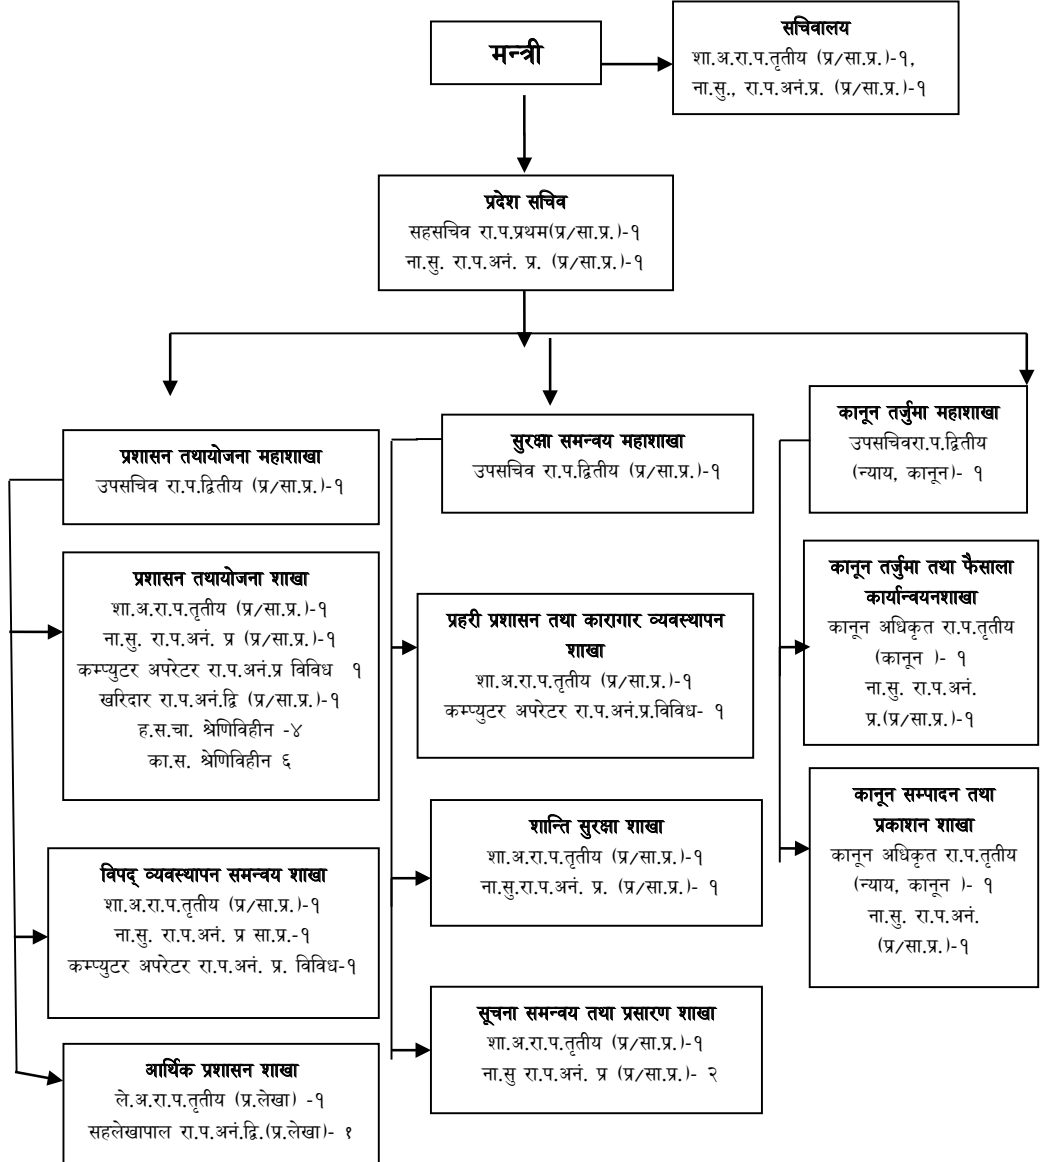 मन्त्री
सचिवालय
शा.अ.रा.प.तृतीय (प्र/सा.प्र.)-१,
ना.सु., रा.प.अनं.प्र. (प्र/सा.प्र.)-१
प्रदेश सचिव
सहसचिव रा.प.प्रथम(प्र/सा.प्र.)-१
ना.सु. रा.प.अनं. प्र. (प्र/सा.प्र.)-१
प्रशासन तथायोजना महाशाखा
उपसचिव रा.प.द्वितीय (प्र/सा.प्र.)-१
प्रशासन तथायोजना शाखा
शा.अ.रा.प.तृतीय (प्र/सा.प्र.)-१
ना.सु. रा.प.अनं. प्र (प्र/सा.प्र.)-१
कम्प्युटर अपरेटर रा.प.अनं.प्र विविध १
खरिदार रा.प.अनं.द्वि (प्र/सा.प्र.)-१
ह.स.चा. श्रेणिविहीन -४
का.स. श्रेणिविहीन ६
विपद् व्यवस्थापन समन्वय शाखा
शा.अ.रा.प.तृतीय (प्र/सा.प्र.)-१
ना.सु. रा.प.अनं. प्र सा.प्र.-१
कम्प्युटर अपरेटर रा.प.अनं. प्र. विविध-१
आर्थिक प्रशासन शाखा
ले.अ.रा.प.तृतीय (प्र.लेखा) -१
सहलेखापाल रा.प.अनं.द्वि.(प्र.लेखा)- १
सुरक्षा समन्वय महाशाखा
उपसचिव रा.प.द्वितीय (प्र/सा.प्र.)-१
प्रहरी प्रशासन तथा कारागार व्यवस्थापन
शाखा
शा.अ.रा.प.तृतीय (प्र/सा.प्र.)-१
कम्प्युटर अपरेटर रा.प.अनं.प्र.विविध- १
शान्ति सुरक्षा शाखा
शा.अ.रा.प.तृतीय (प्र/सा.प्र.)-१
ना.सु.रा.प.अनं. प्र. (प्र/सा.प्र.)- १
सूचना समन्वय तथा प्रसारण शाखा
शा.अ.रा.प.तृतीय (प्र/सा.प्र.)-१
ना.सु रा.प.अनं. प्र (प्र/सा.प्र.)- २
कानून तर्जुमा महाशाखा
उपसचिवरा.प.द्वितीय
(न्याय, कानून)- १
कानून तर्जुमा तथा फैसाला
कार्यान्वयनशाखा
कानून अधिकृत रा.प.तृतीय
(कानून )- १
ना.सु. रा.प.अनं.
प्र.(प्र/सा.प्र.)-१
कानून सम्पादन तथा
प्रकाशन शाखा
कानून अधिकृत रा.प.तृतीय
(न्याय, कानून )- १
ना.सु. रा.प.अनं.
(प्र/सा.प्र.)-१